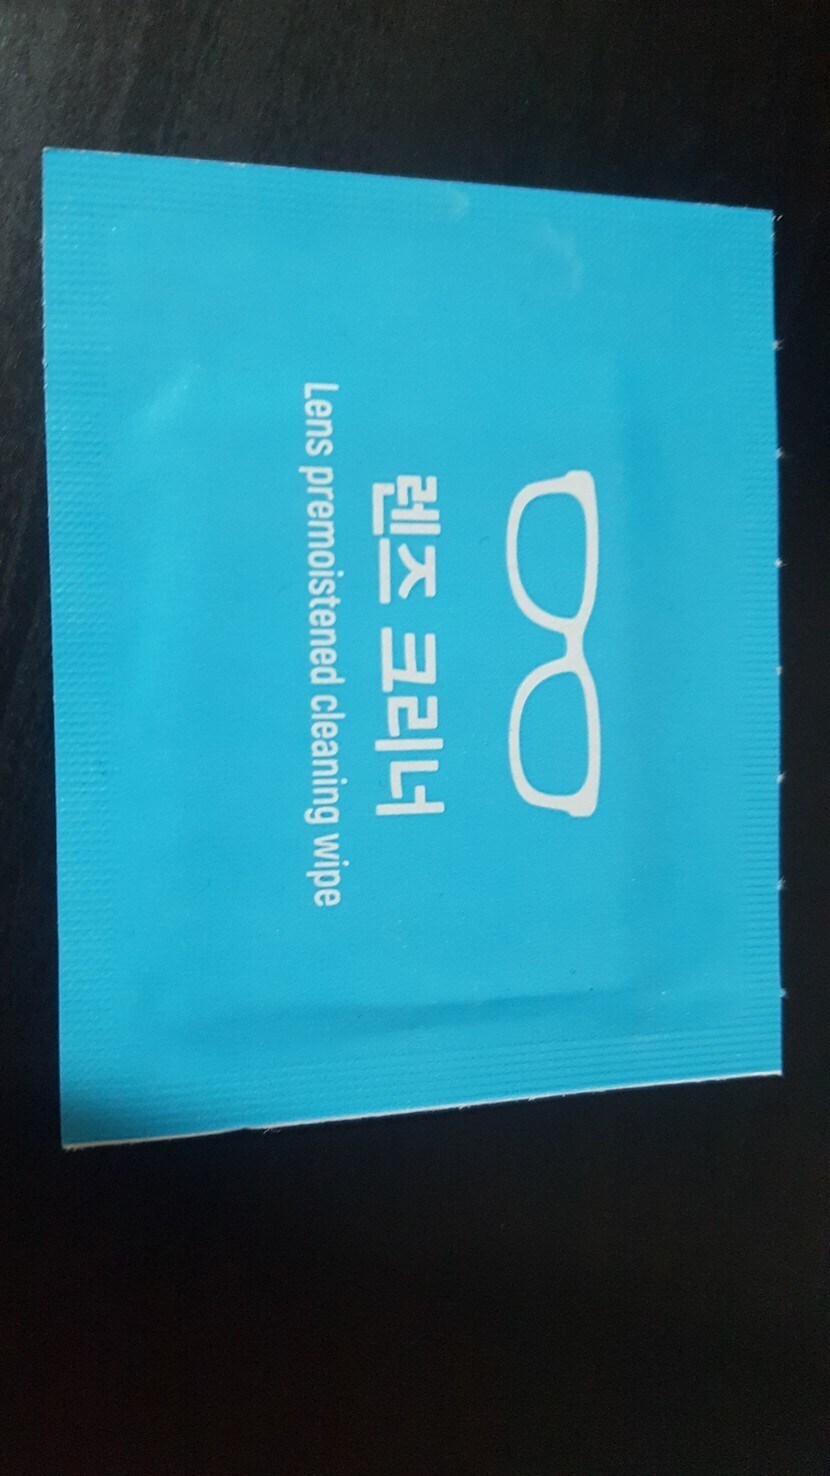 렌즈 크리너
Lens premoistened cleaning wipe